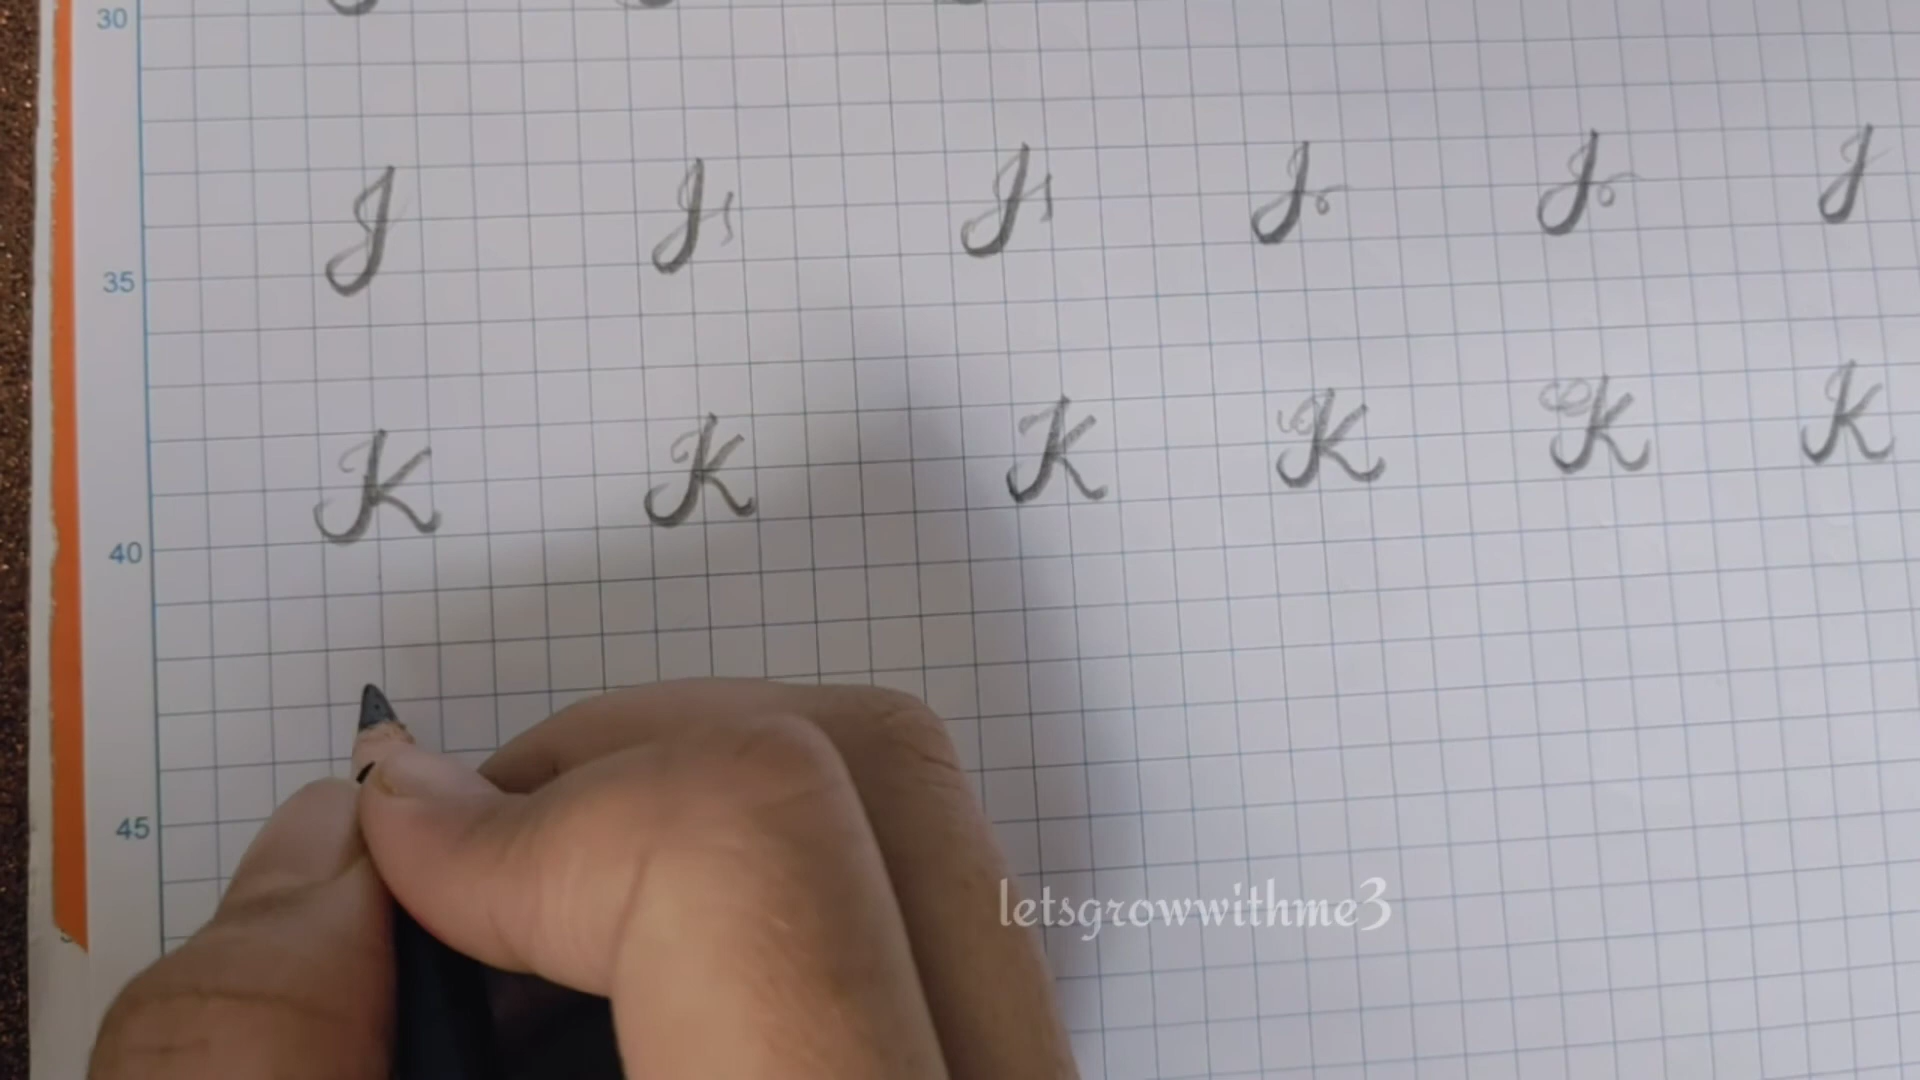 30
J J J J J J
35
K K K K K K
40
45
letsgrowwithme3